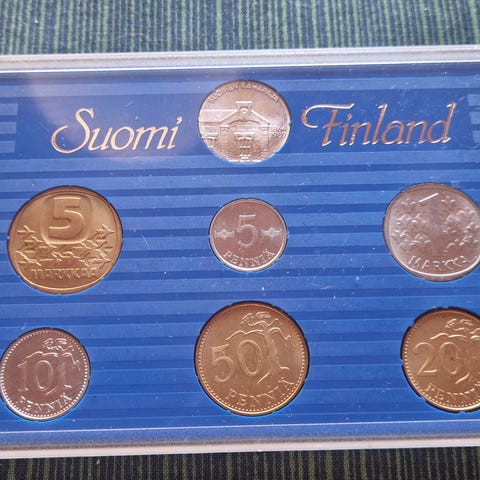 Suomi
SUOMEN RAHAPAJA
Finland
5
MARKKAA
5
PENNIÄ
1
MARKKA
10
PENNIÄ
50
PENNIÄ
20
PENNIÄ